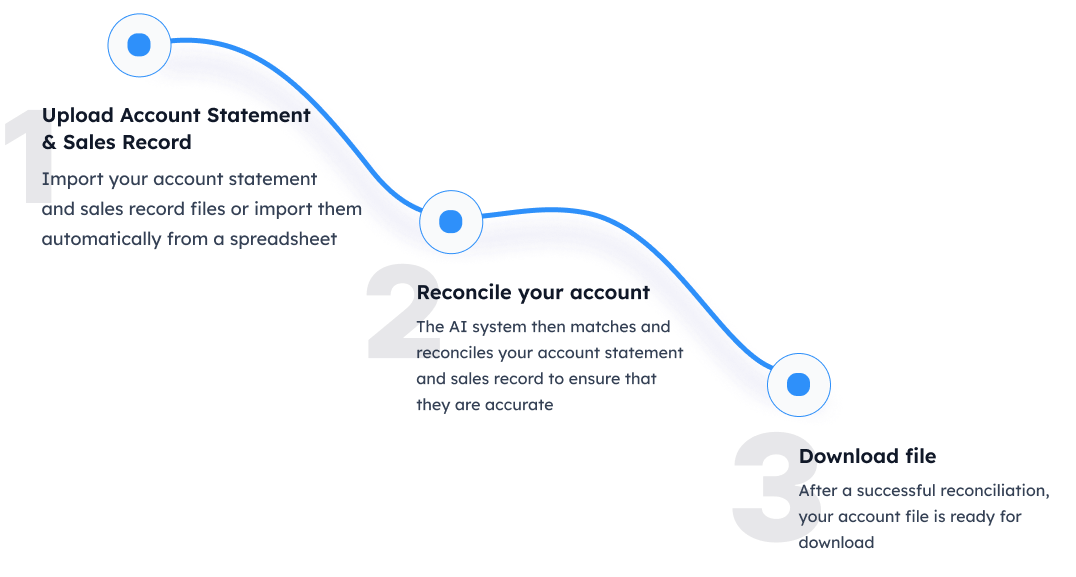 1
Upload Account Statement
& Sales Record
Import your account statement
and sales record files or import them
automatically from a spreadsheet
2
Reconcile your account
The AI system then matches and
reconciles your account statement
and sales record to ensure that
they are accurate
3
Download file
After a successful reconciliation,
your account file is ready for
download